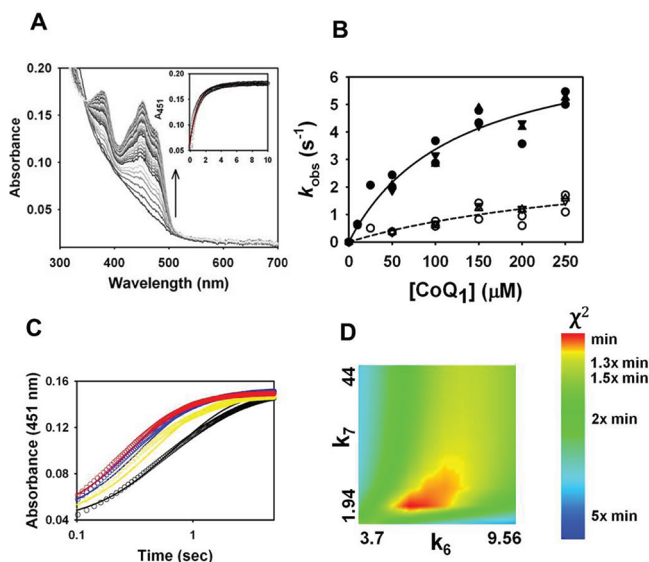 A
0.20
0.15
0.10
0.05
Absorbance
300 400 500 600 700
Wavelength (nm)
0.20
0.15
0.10
0.05
A451
0 2 4 6 8 10
B
6
5
4
3
2
1
0
kobs (s-1)
0 50 100 150 200 250
[CoQ1] (μM)
C
0.16
0.12
0.08
0.04
Absorbance (451 nm)
0.1 1
Time (sec)
D
44
k7
1.94
3.7 k6 9.56
χ2
min
1.3x min
1.5x min
2x min
5x min